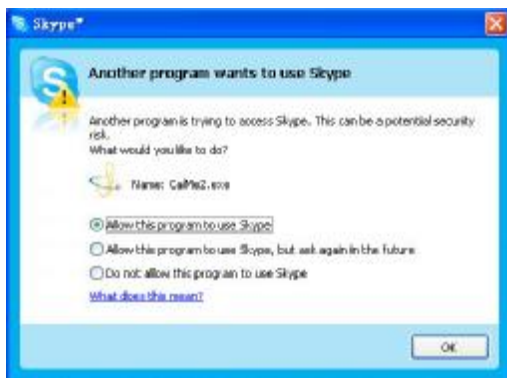 Skype™
Another program wants to use Skype
Another program is trying to access Skype. This can be a potential security
risk.
What would you like to do?
Name: CalMe2.exe
Allow this program to use Skype
Allow this program to use Skype, but ask again in the future
Do not allow this program to use Skype
What does this mean?
OK